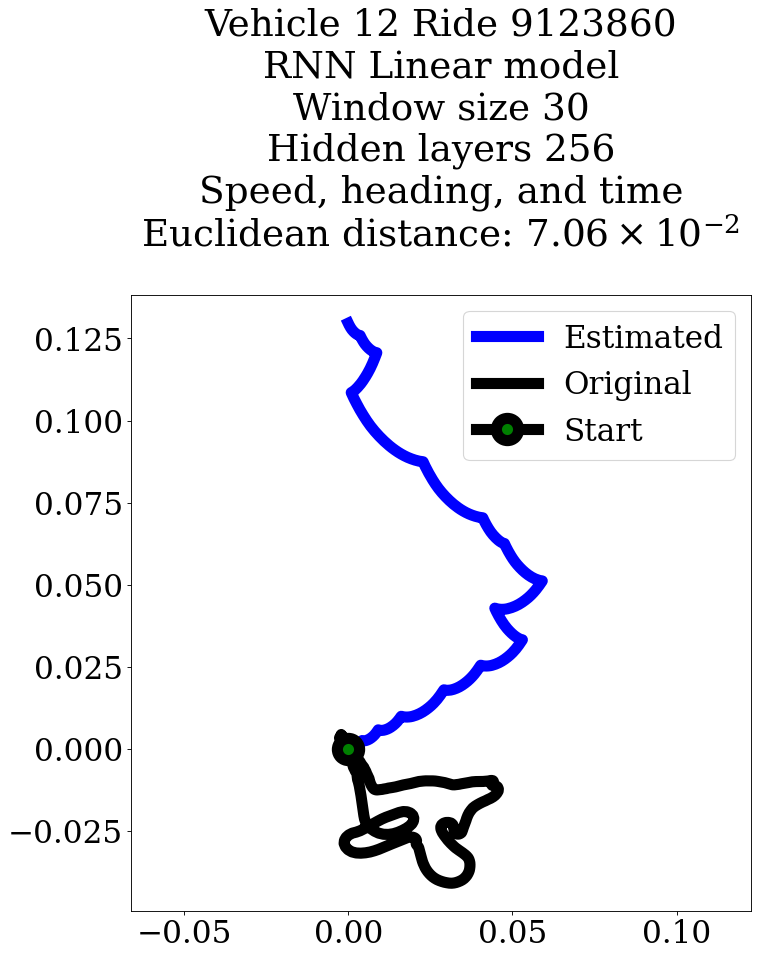 Vehicle 12 Ride 9123860
RNN Linear model
Window size 30
Hidden layers 256
Speed, heading, and time
Euclidean distance: 7.06 × 10⁻²
Estimated
Original
Start
0.125
0.100
0.075
0.050
0.025
0.000
−0.025
−0.05 0.00 0.05 0.10